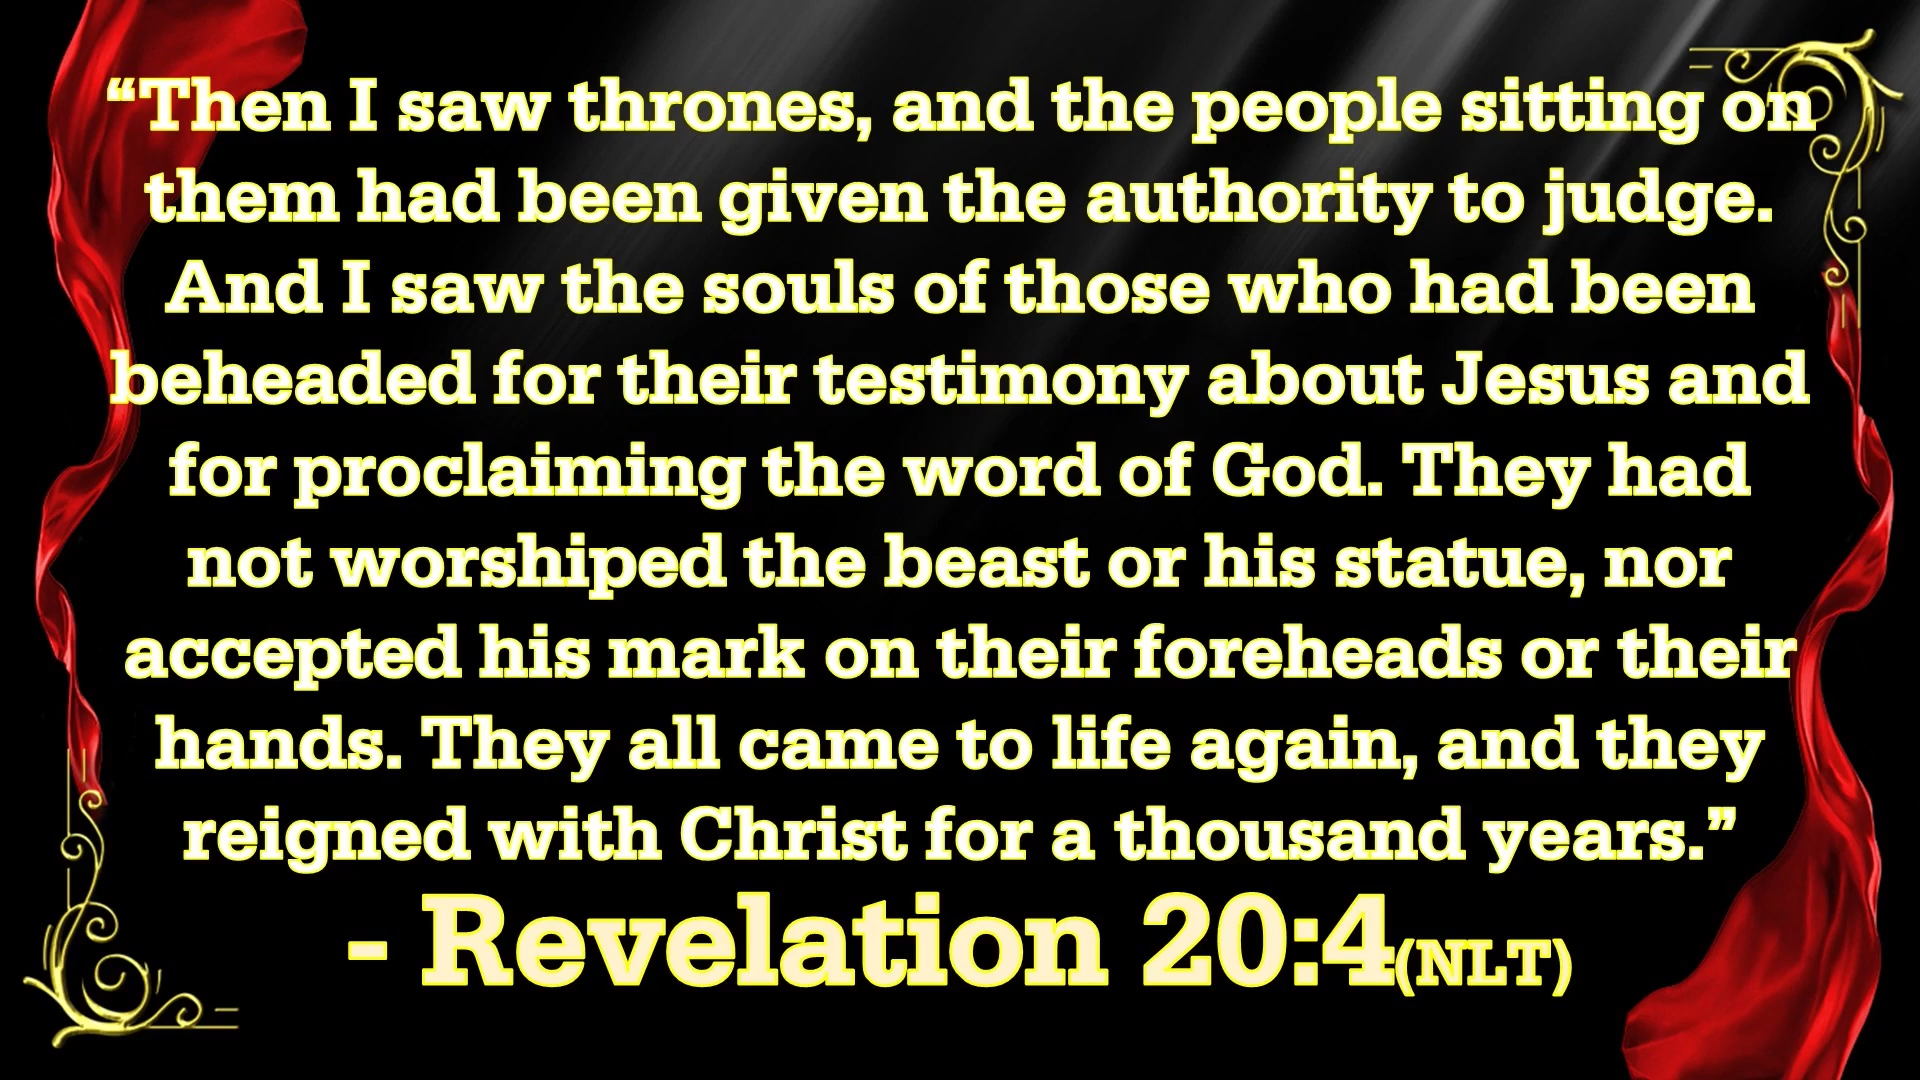 “Then I saw thrones, and the people sitting on
them had been given the authority to judge.
And I saw the souls of those who had been
beheaded for their testimony about Jesus and
for proclaiming the word of God. They had
not worshiped the beast or his statue, nor
accepted his mark on their foreheads or their
hands. They all came to life again, and they
reigned with Christ for a thousand years.”
- Revelation 20:4(NLT)